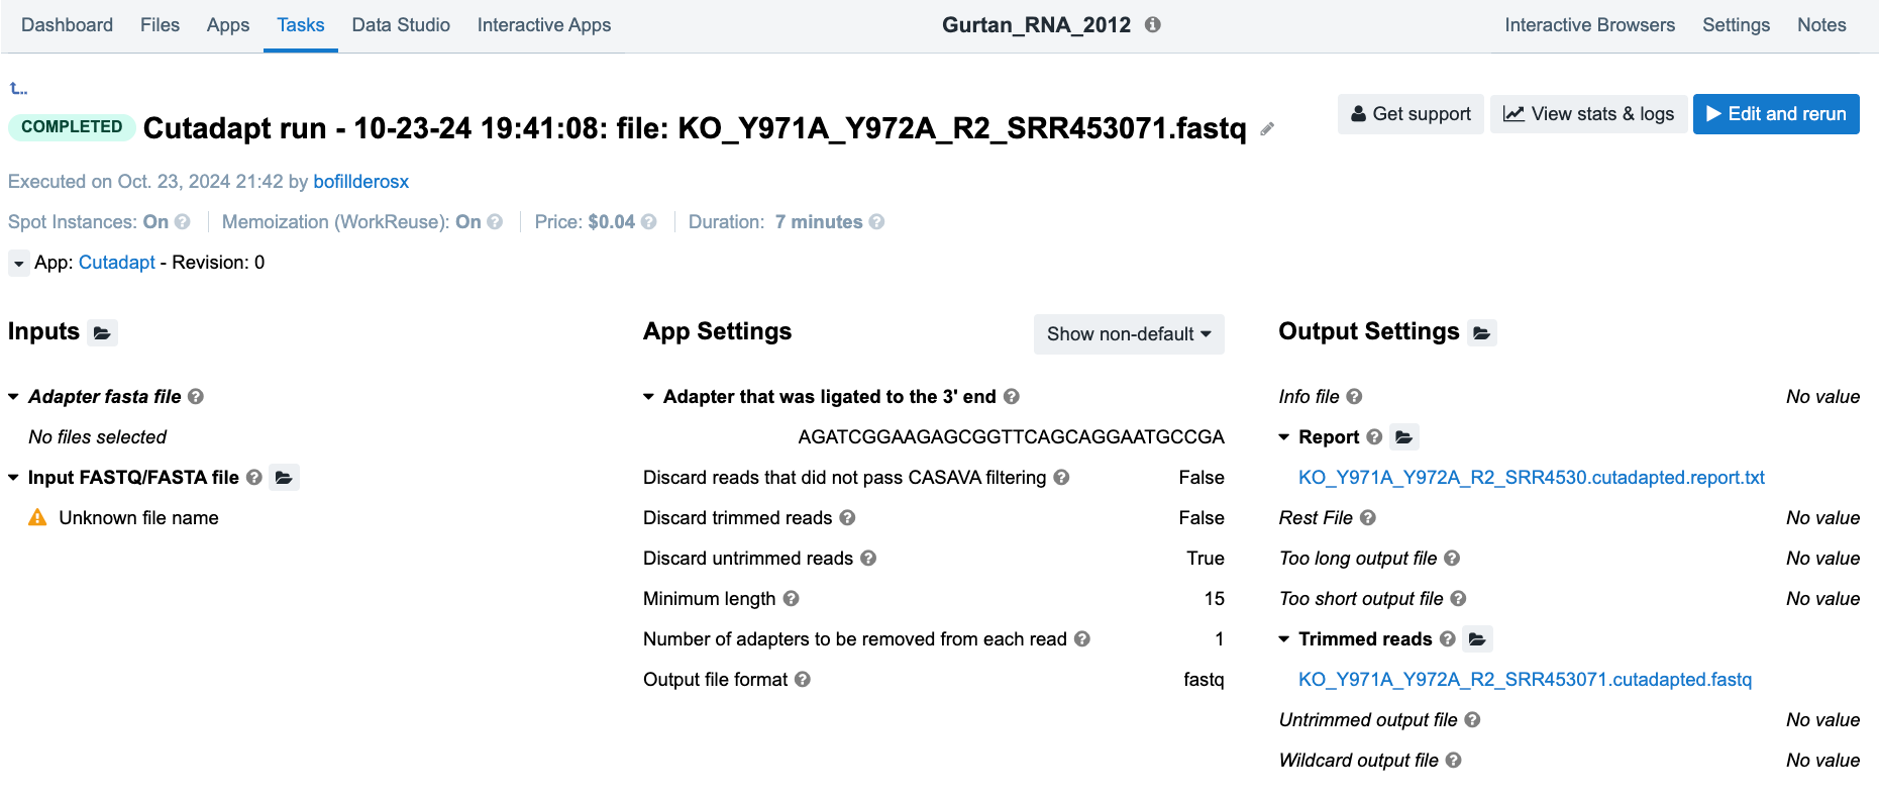 Dashboard Files Apps Tasks Data Studio Interactive Apps Gurtan_RNA_2012 Interactive Browsers Settings Notes
COMPLETED Cutadapt run - 10-23-24 19:41:08: file: KO_Y971A_Y972A_R2_SRR453071.fastq Get support View stats & logs Edit and rerun
Executed on Oct. 23, 2024 21:42 by bofillderosx
Spot Instances: On Memoization (WorkReuse): On Price: $0.04 Duration: 7 minutes
App: Cutadapt - Revision: 0
Inputs
Adapter fasta file
No files selected
Input FASTQ/FASTA file
Unknown file name
App Settings Show non-default
Adapter that was ligated to the 3' end
AGATCGGAAGAGCGGTTCAGCAGGAATGCCGA
Discard reads that did not pass CASAVA filtering False
Discard trimmed reads False
Discard untrimmed reads True
Minimum length 15
Number of adapters to be removed from each read 1
Output file format fastq
Output Settings
Info file No value
Report
KO_Y971A_Y972A_R2_SRR4530.cutadapted.report.txt
Rest File No value
Too long output file No value
Too short output file No value
Trimmed reads
KO_Y971A_Y972A_R2_SRR453071.cutadapted.fastq
Untrimmed output file No value
Wildcard output file No value